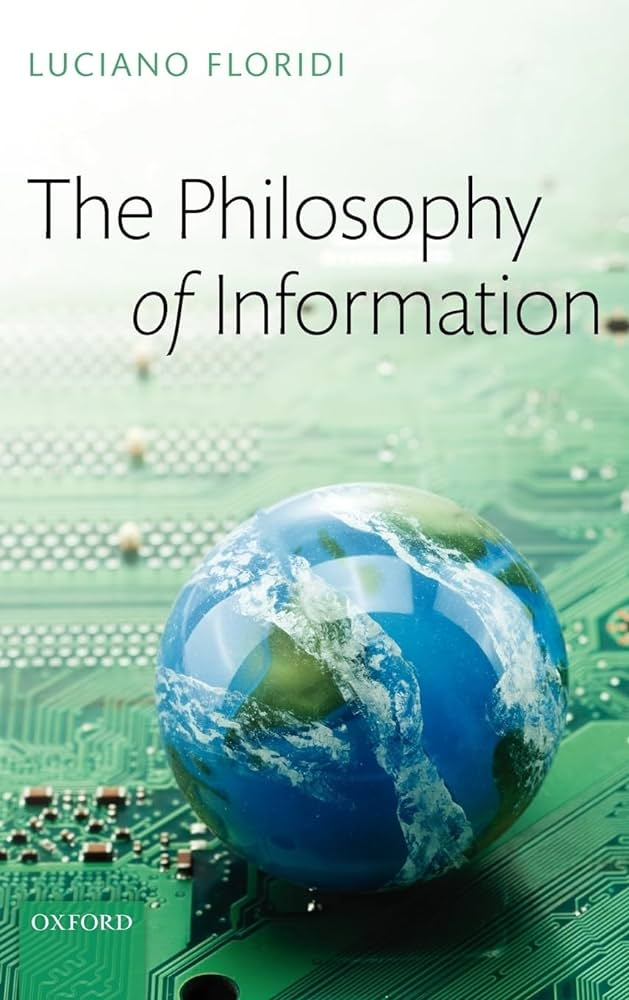 LUCIANO FLORIDI
The Philosophy
of Information
OXFORD